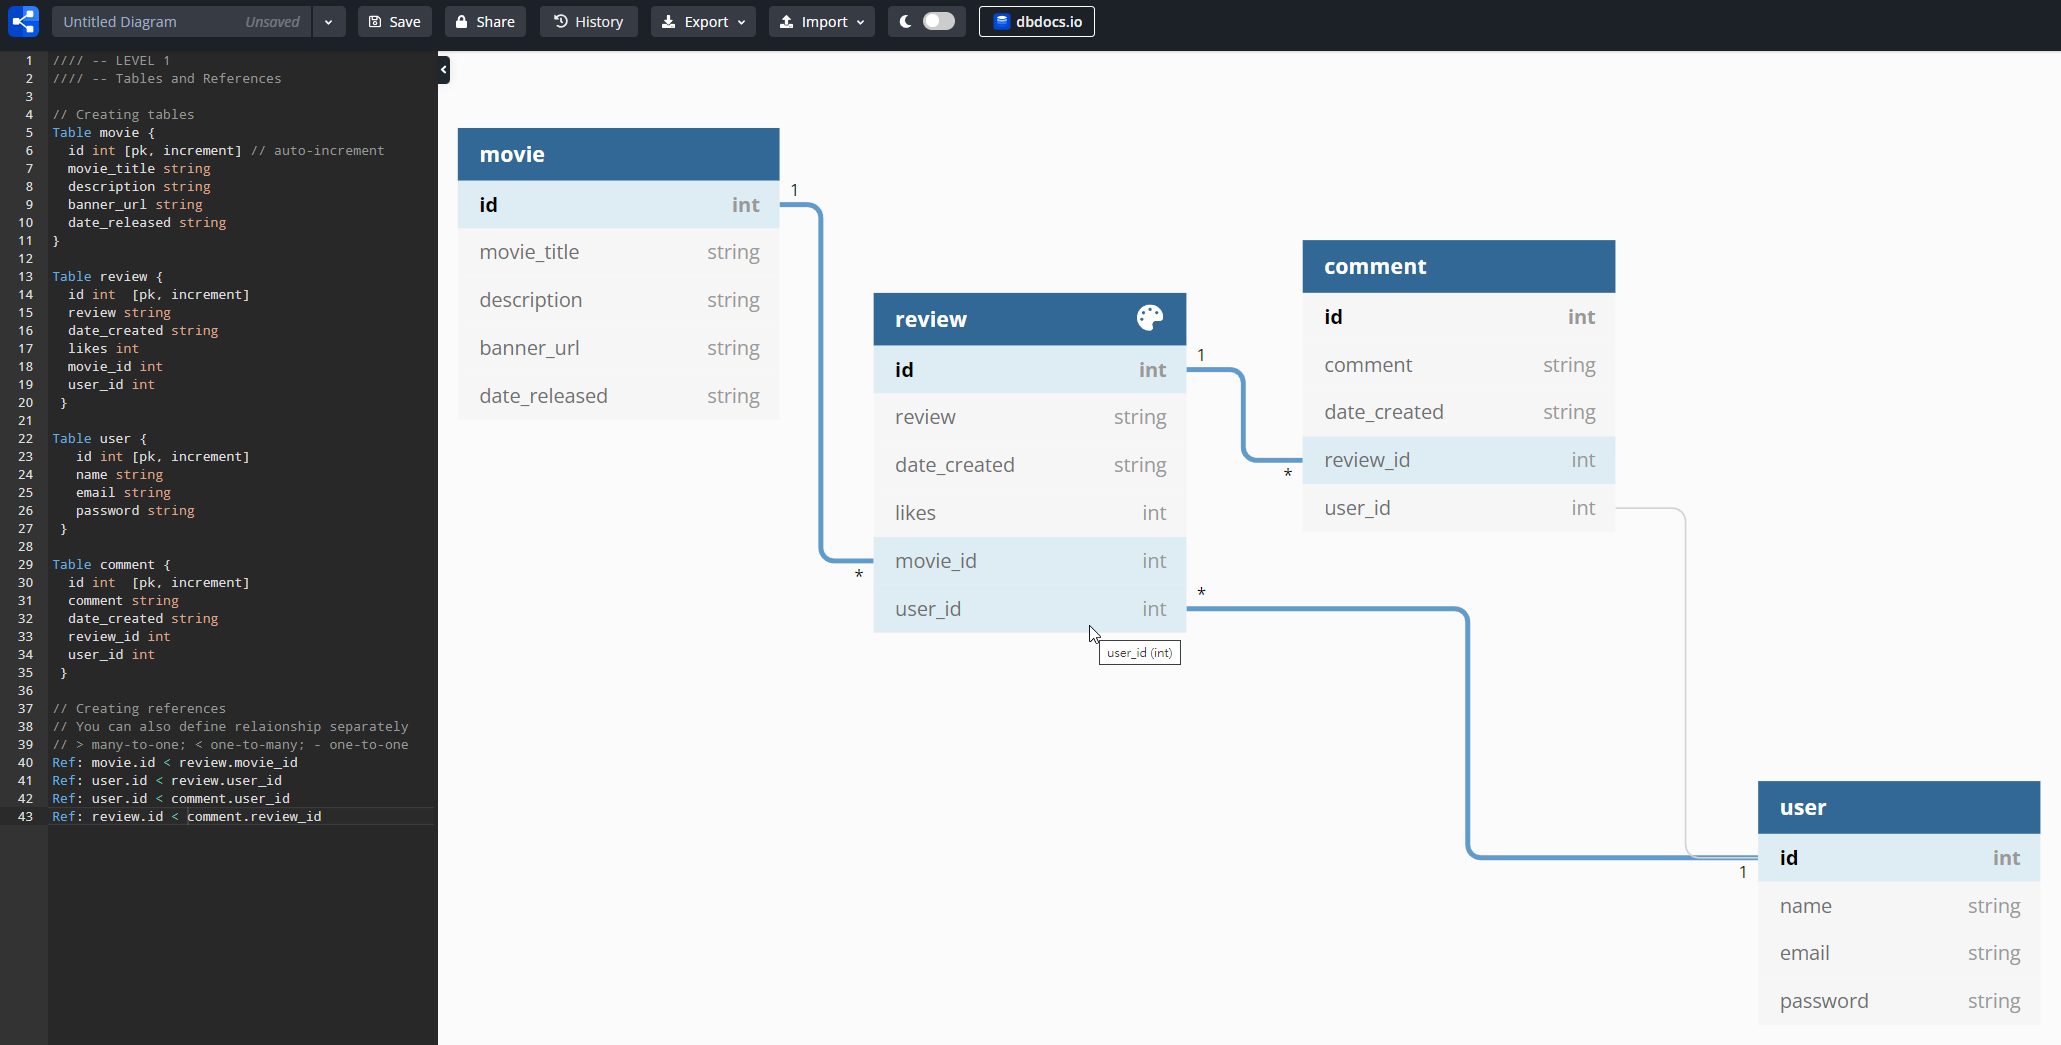 Untitled Diagram Unsaved Save Share History Export Import dbdocs.io
1 //// -- LEVEL 1
2 //// -- Tables and References
3
4 // Creating tables
5 Table movie {
6 id int [pk, increment] // auto-increment
7 movie_title string
8 description string
9 banner_url string
10 date_released string
11 }
12
13 Table review {
14 id int [pk, increment]
15 review string
16 date_created string
17 likes int
18 movie_id int
19 user_id int
20 }
21
22 Table user {
23 id int [pk, increment]
24 name string
25 email string
26 password string
27 }
28
29 Table comment {
30 id int [pk, increment]
31 comment string
32 date_created string
33 review_id int
34 user_id int
35 }
36
37 // Creating references
38 // You can also define relaionship separately
39 // > many-to-one; < one-to-many; - one-to-one
40 Ref: movie.id < review.movie_id
41 Ref: user.id < review.user_id
42 Ref: user.id < comment.user_id
43 Ref: review.id < comment.review_id
movie
id int
movie_title string
description string
banner_url string
date_released string
1
*
review
id int
review string
date_created string
likes int
movie_id int
user_id int
user_id (int)
1
*
*
1
comment
id int
comment string
date_created string
review_id int
user_id int
user
id int
name string
email string
password string